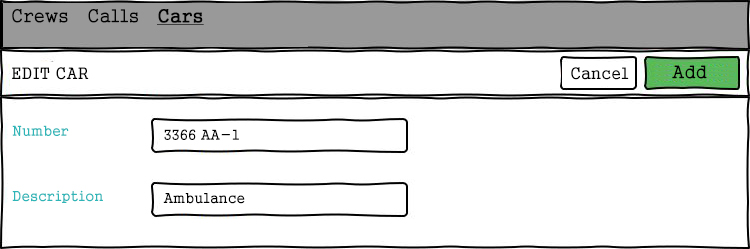 Crews Calls Cars
EDIT CAR Cancel Add
Number 3366 AA-1
Description Ambulance